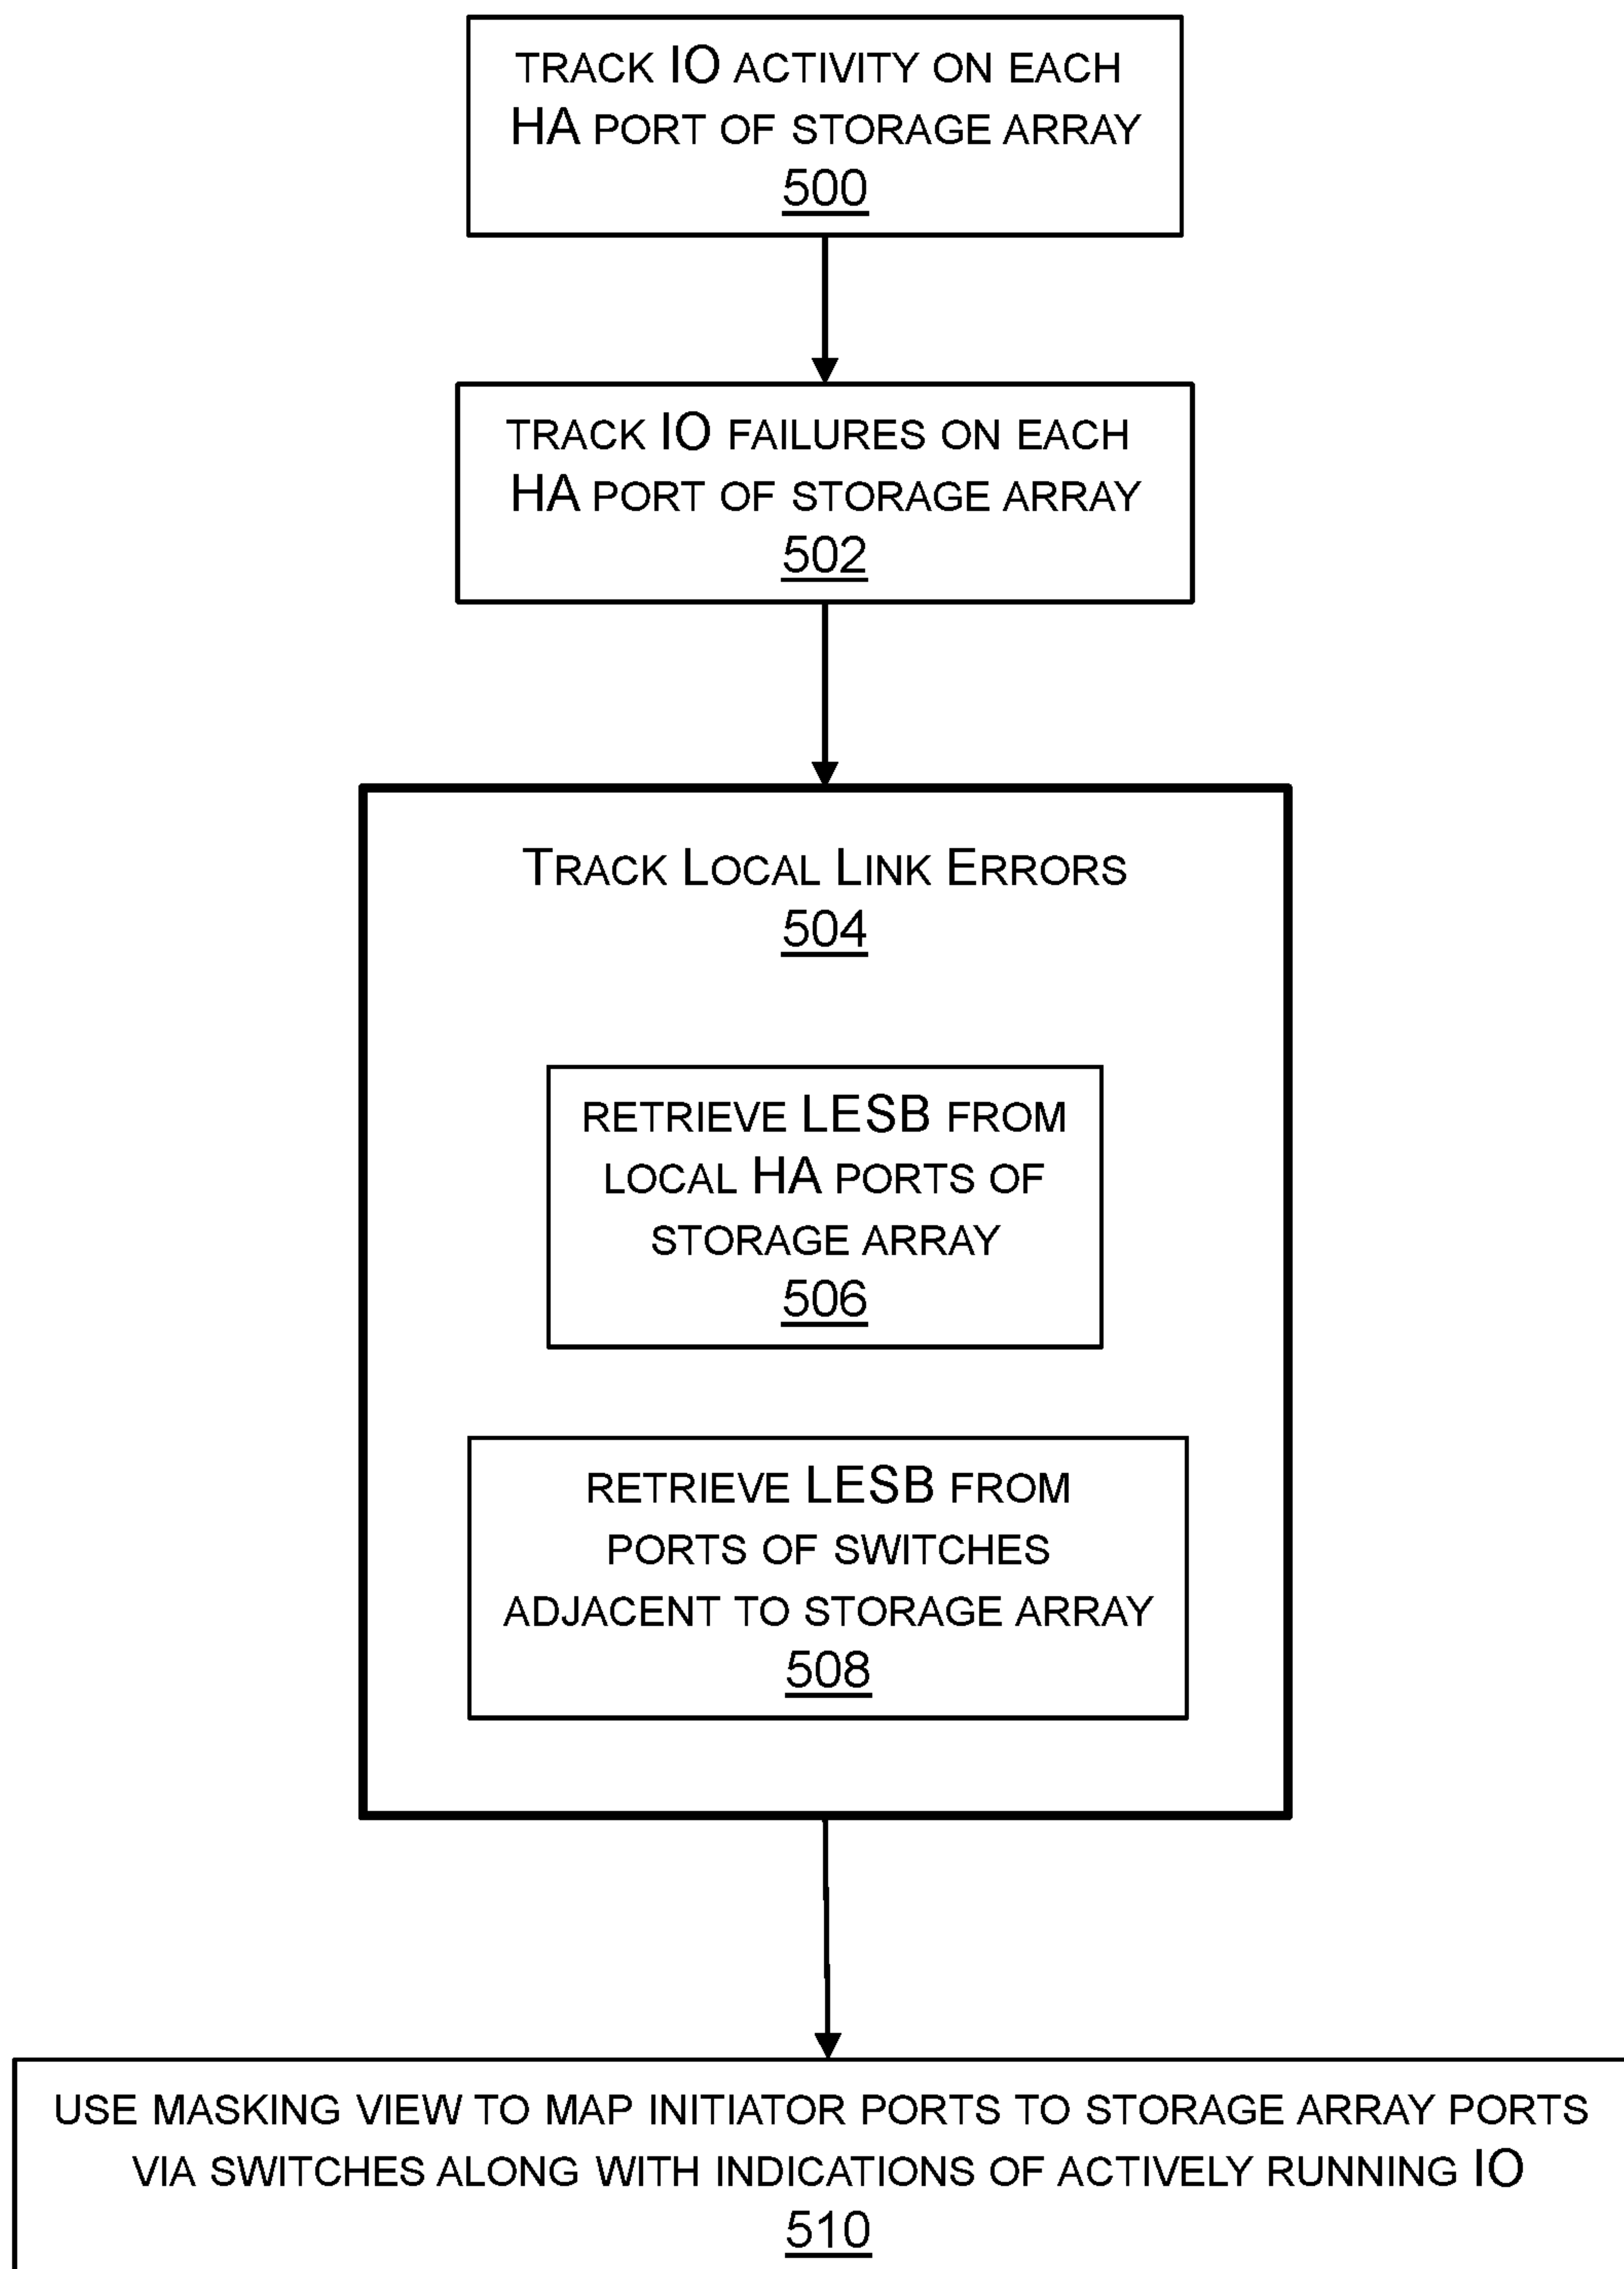 TRACK IO ACTIVITY ON EACH
HA PORT OF STORAGE ARRAY
500
TRACK IO FAILURES ON EACH
HA PORT OF STORAGE ARRAY
502
TRACK LOCAL LINK ERRORS
504
RETRIEVE LESB FROM
LOCAL HA PORTS OF
STORAGE ARRAY
506
RETRIEVE LESB FROM
PORTS OF SWITCHES
ADJACENT TO STORAGE ARRAY
508
USE MASKING VIEW TO MAP INITIATOR PORTS TO STORAGE ARRAY PORTS
VIA SWITCHES ALONG WITH INDICATIONS OF ACTIVELY RUNNING IO
510